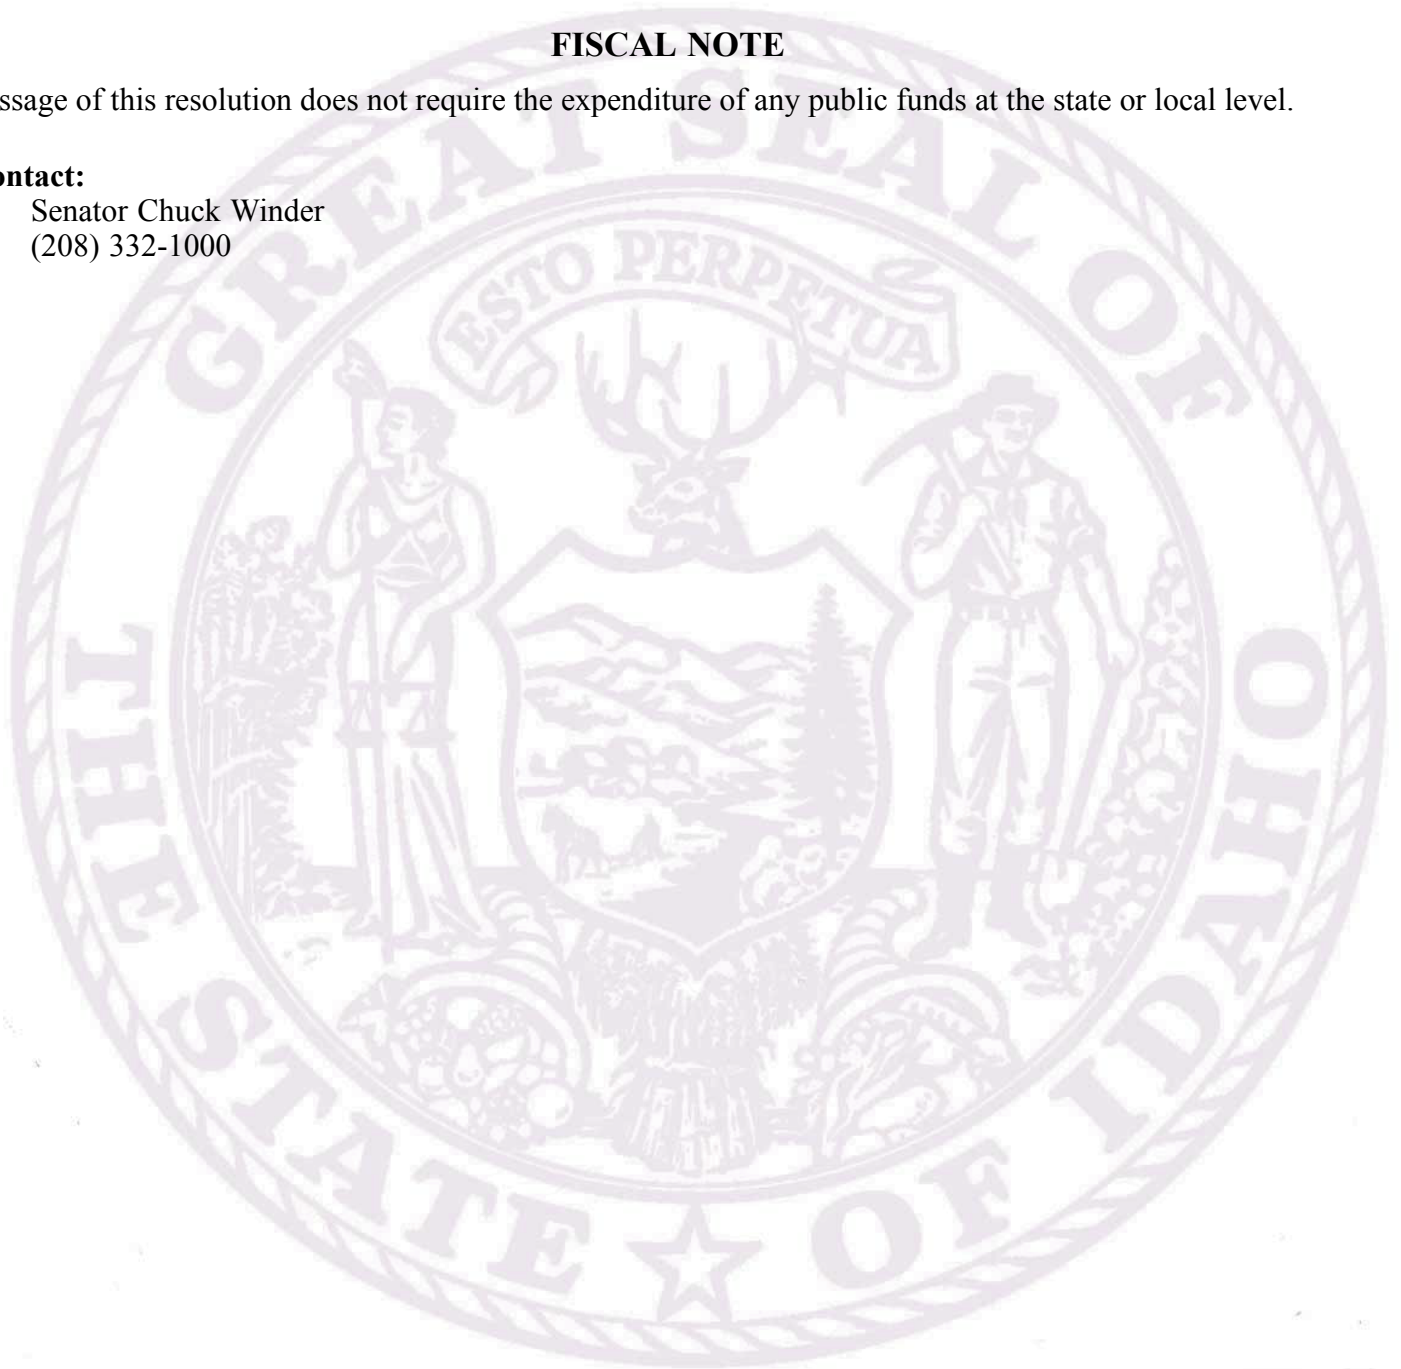 FISCAL NOTE
ssage of this resolution does not require the expenditure of any public funds at the state or local level.
ontact:
Senator Chuck Winder
(208) 332-1000
GREAT SEAL OF
ESTO PERPETUA
THE STATE OF IDAHO